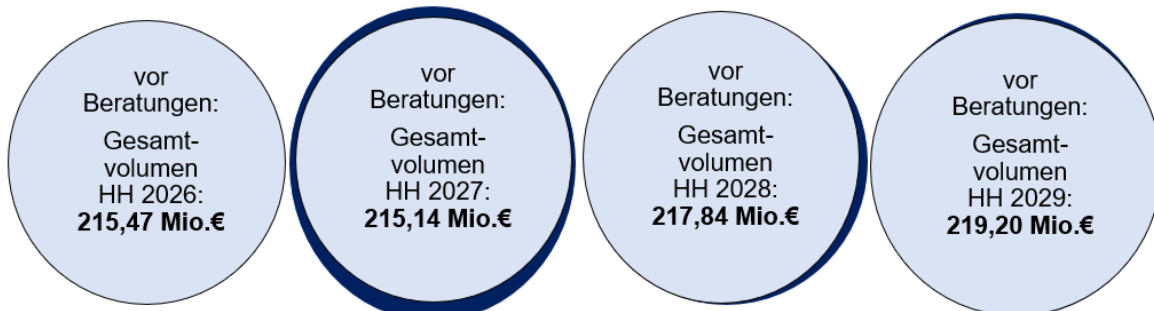 vor
Beratungen:
Gesamt-
volumen
HH 2026:
215,47 Mio.€
vor
Beratungen:
Gesamt-
volumen
HH 2027:
215,14 Mio.€
vor
Beratungen:
Gesamt-
volumen
HH 2028:
217,84 Mio.€
vor
Beratungen:
Gesamt-
volumen
HH 2029:
219,20 Mio.€